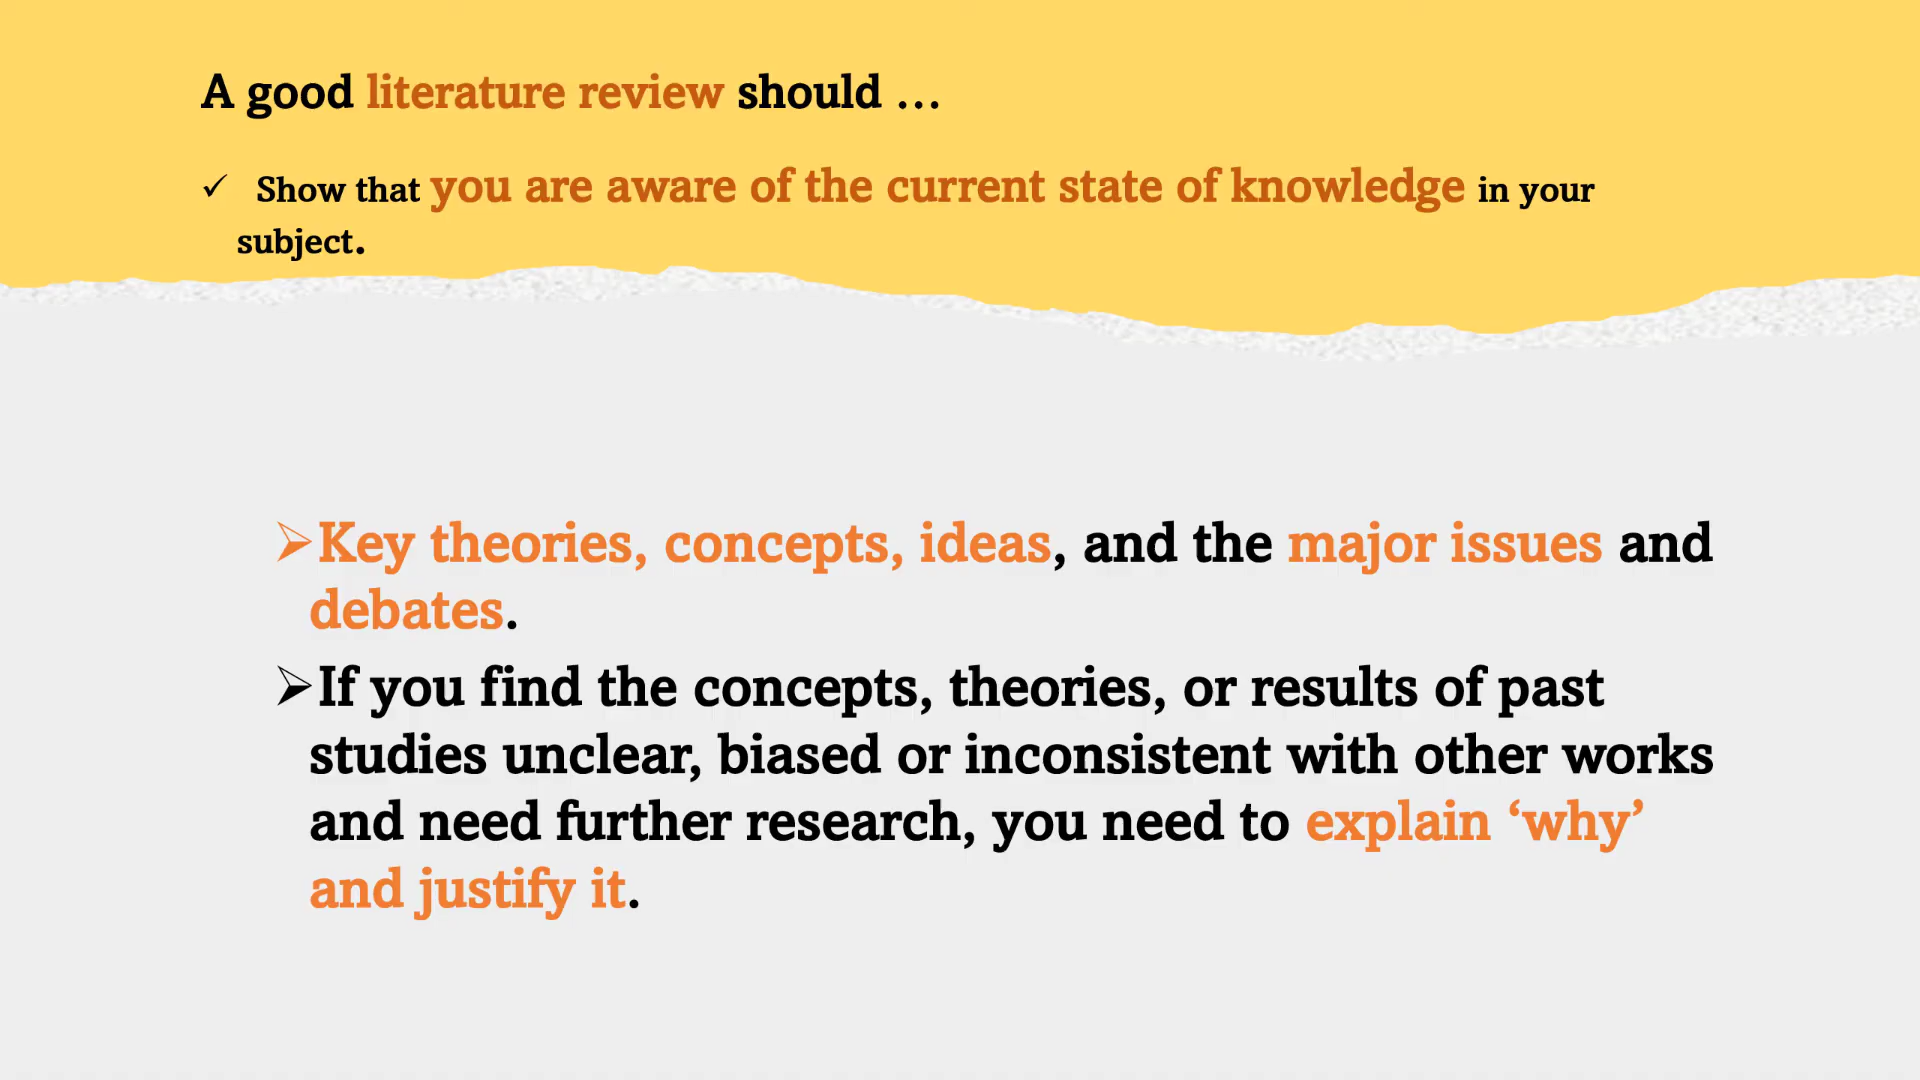 A good literature review should …
✓ Show that you are aware of the current state of knowledge in your
subject.
➢Key theories, concepts, ideas, and the major issues and
debates.
➢If you find the concepts, theories, or results of past
studies unclear, biased or inconsistent with other works
and need further research, you need to explain ‘why’
and justify it.